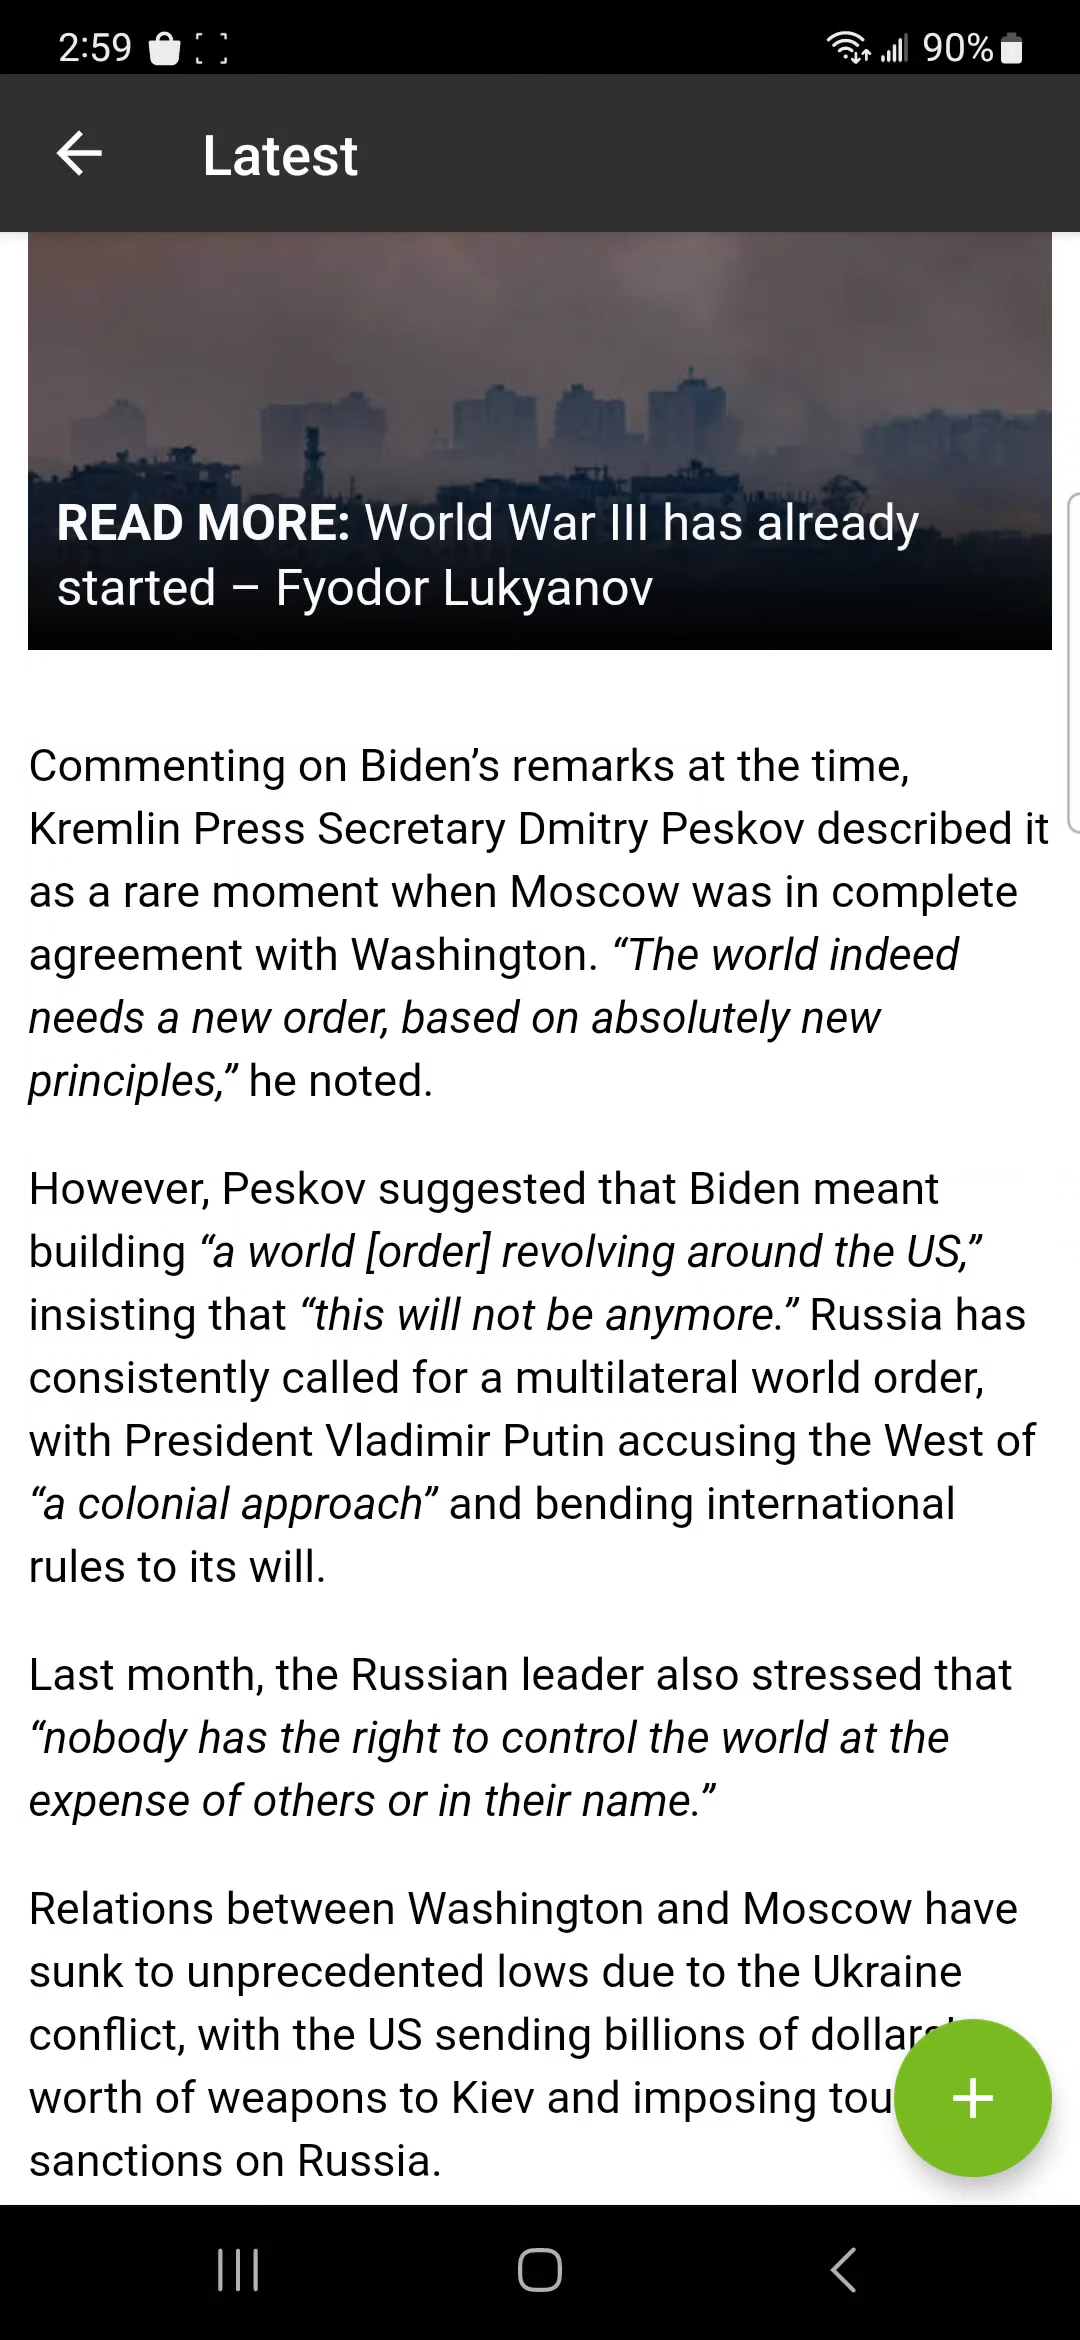 2:59
90%
Latest
READ MORE: World War III has already
started – Fyodor Lukyanov
Commenting on Biden’s remarks at the time,
Kremlin Press Secretary Dmitry Peskov described it
as a rare moment when Moscow was in complete
agreement with Washington. “The world indeed
needs a new order, based on absolutely new
principles,” he noted.
However, Peskov suggested that Biden meant
building “a world [order] revolving around the US,”
insisting that “this will not be anymore.” Russia has
consistently called for a multilateral world order,
with President Vladimir Putin accusing the West of
“a colonial approach” and bending international
rules to its will.
Last month, the Russian leader also stressed that
“nobody has the right to control the world at the
expense of others or in their name.”
Relations between Washington and Moscow have
sunk to unprecedented lows due to the Ukraine
conflict, with the US sending billions of dollars’
worth of weapons to Kiev and imposing
sanctions on Russia.